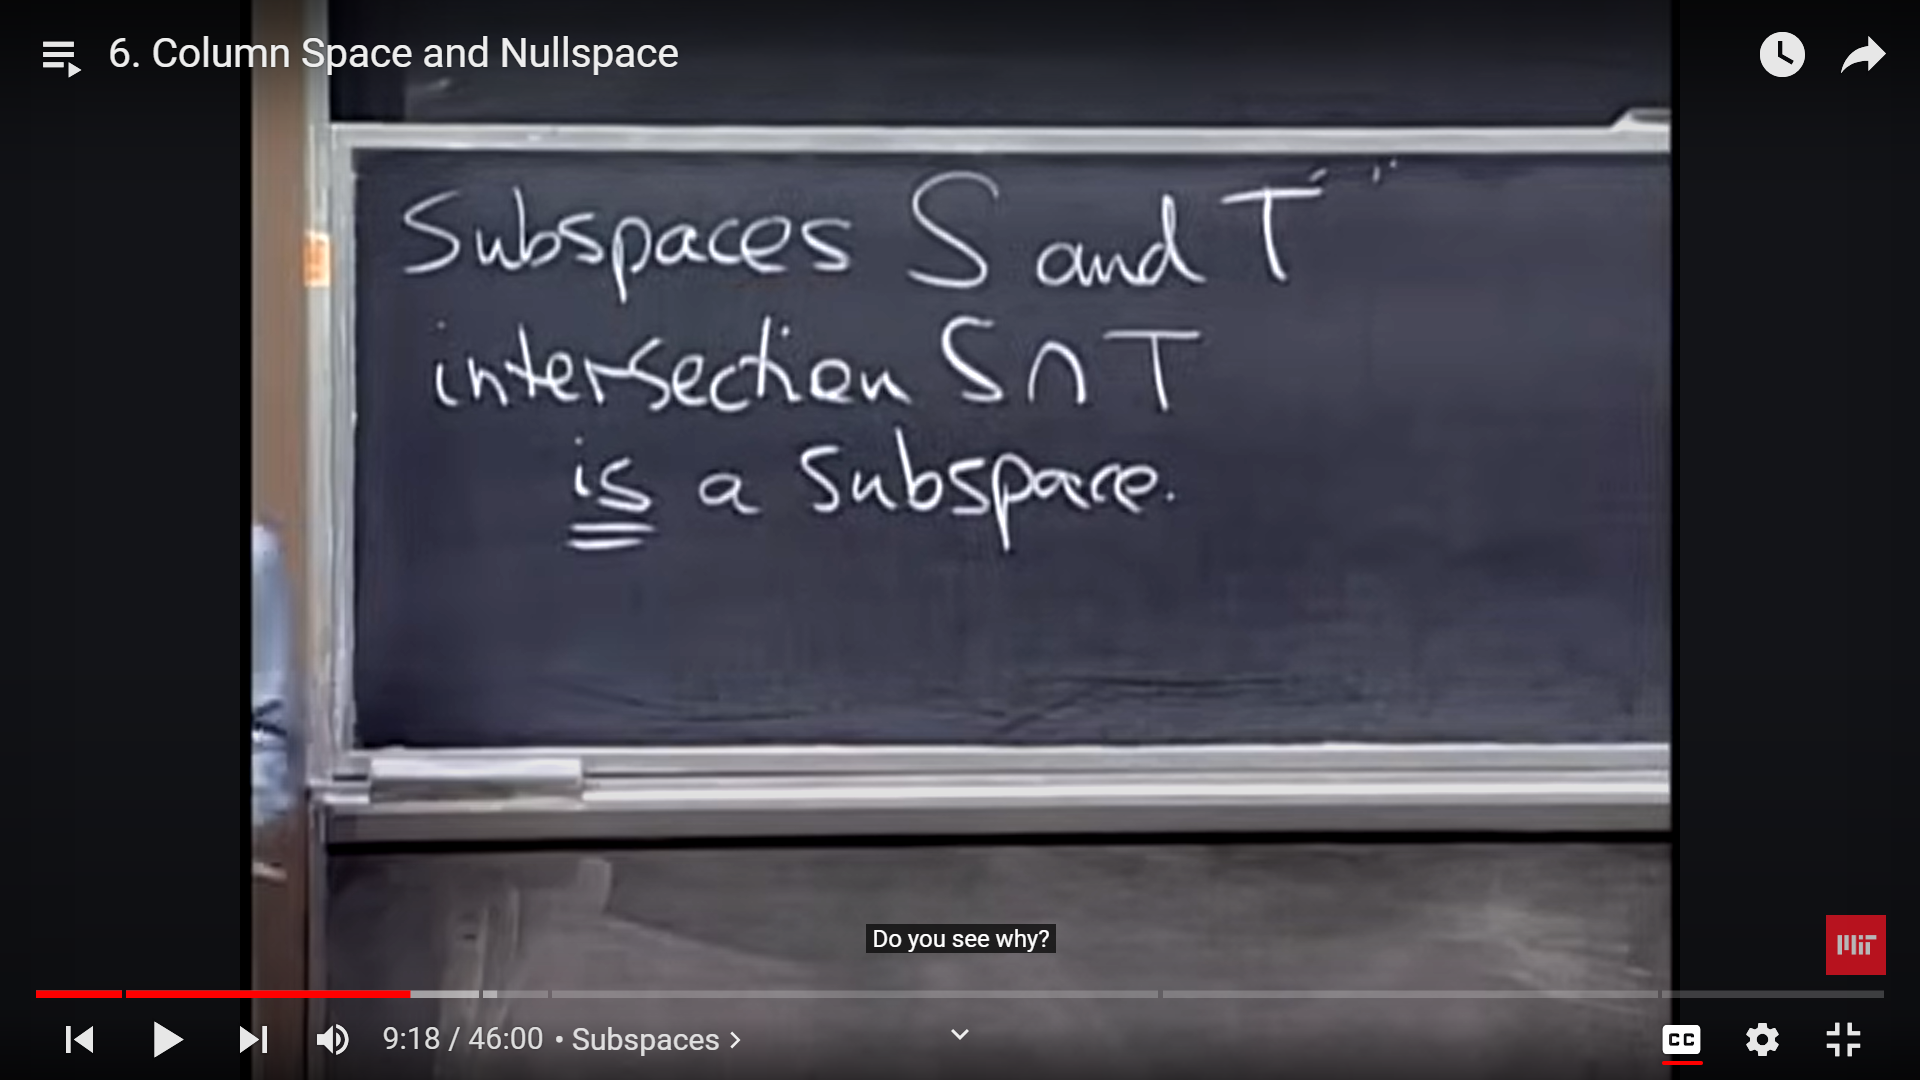 6. Column Space and Nullspace
Subspaces S and T
intersection S ∩ T
is a subspace.
Do you see why?
MIT
9:18 / 46:00 • Subspaces >
CC